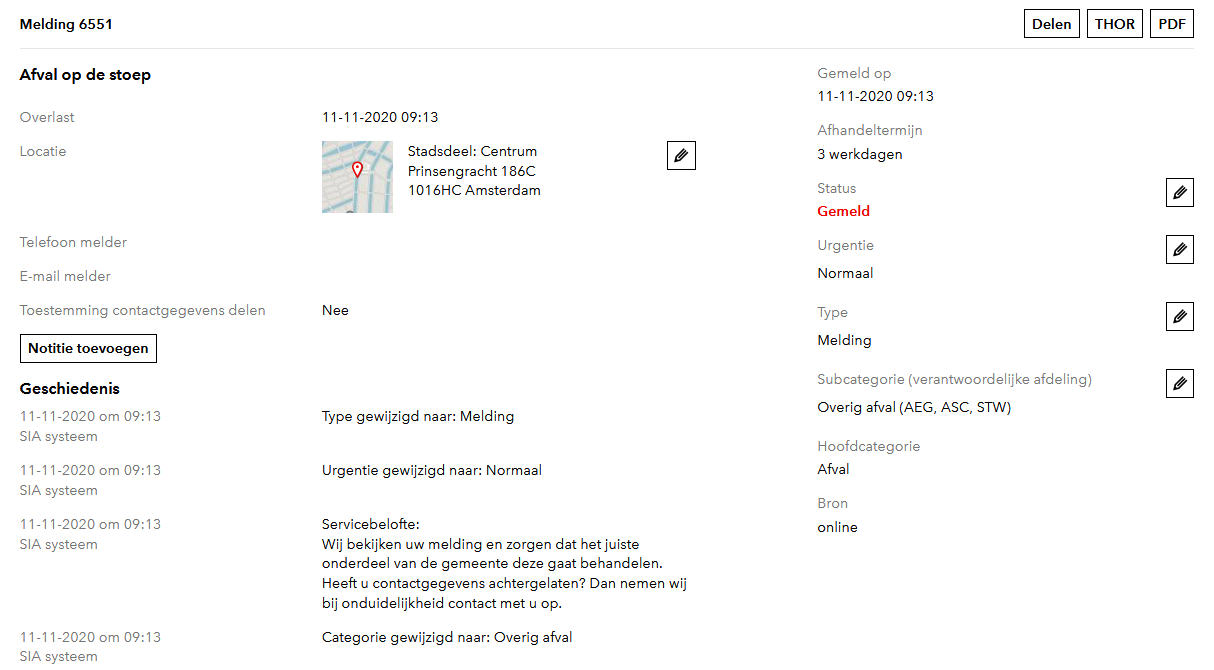 Melding 6551
Delen
THOR
PDF
Afval op de stoep
Overlast
11-11-2020 09:13
Locatie
Stadsdeel: Centrum
Prinsengracht 186C
1016HC Amsterdam
Telefoon melder
E-mail melder
Toestemming contactgegevens delen
Nee
Notitie toevoegen
Geschiedenis
11-11-2020 om 09:13
SIA systeem
Type gewijzigd naar: Melding
11-11-2020 om 09:13
SIA systeem
Urgentie gewijzigd naar: Normaal
11-11-2020 om 09:13
SIA systeem
Servicebelofte:
Wij bekijken uw melding en zorgen dat het juiste
onderdeel van de gemeente deze gaat behandelen.
Heeft u contactgegevens achtergelaten? Dan nemen wij
bij onduidelijkheid contact met u op.
11-11-2020 om 09:13
SIA systeem
Categorie gewijzigd naar: Overig afval
Gemeld op
11-11-2020 09:13
Afhandeltermijn
3 werkdagen
Status
Gemeld
Urgentie
Normaal
Type
Melding
Subcategorie (verantwoordelijke afdeling)
Overig afval (AEG, ASC, STW)
Hoofdcategorie
Afval
Bron
online